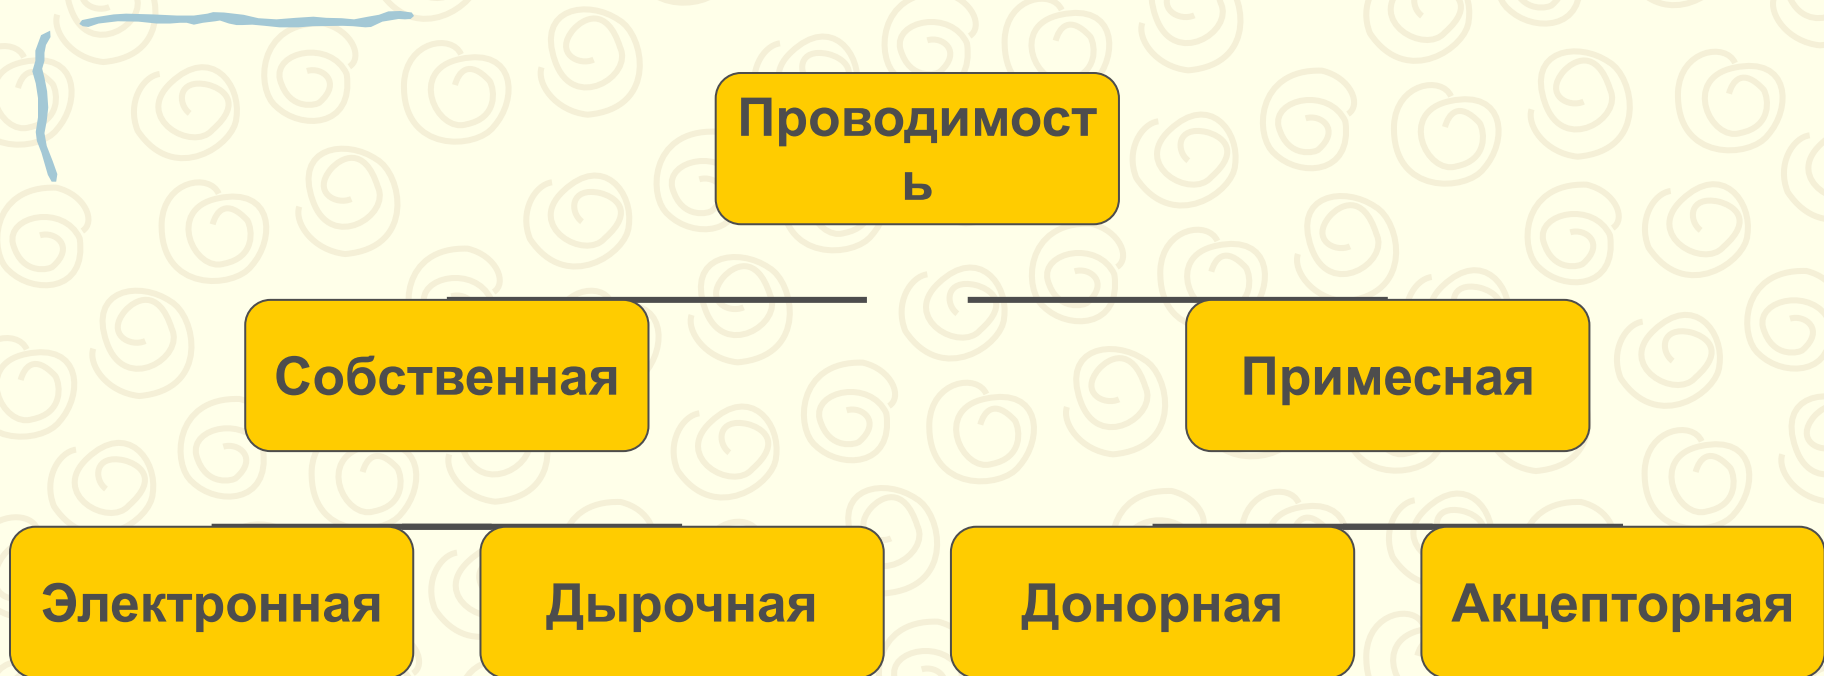 Проводимост
ь
Собственная
Примесная
Электронная
Дырочная
Донорная
Акцепторная